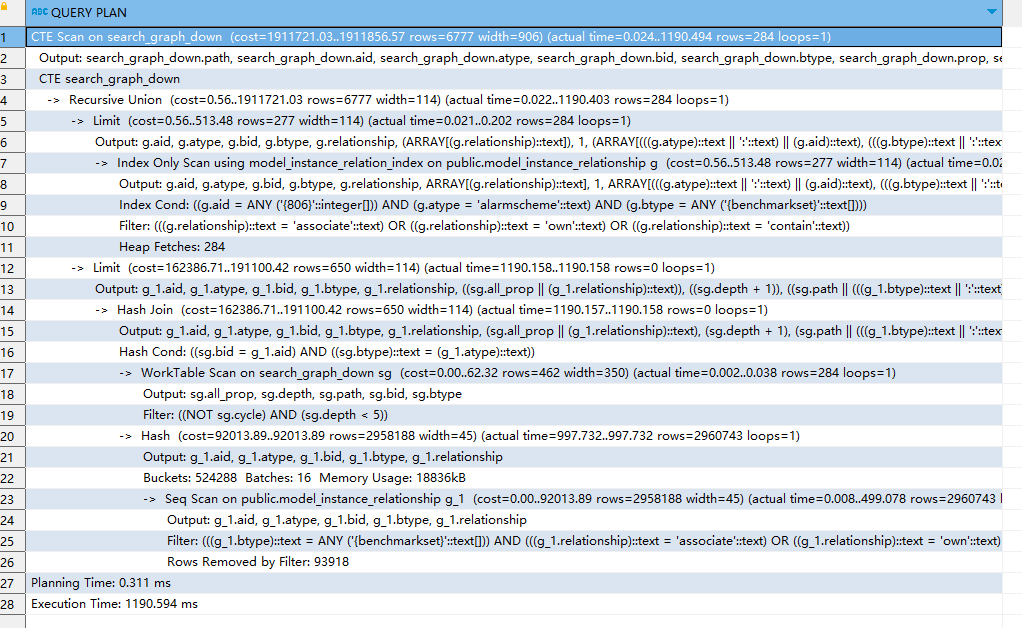 ABC QUERY PLAN
1 CTE Scan on search_graph_down (cost=1911721.03..1911856.57 rows=6777 width=906) (actual time=0.024..1190.494 rows=284 loops=1)
2 Output: search_graph_down.path, search_graph_down.aid, search_graph_down.atype, search_graph_down.bid, search_graph_down.btype, search_graph_down.prop, se
3 CTE search_graph_down
4 -> Recursive Union (cost=0.56..1911721.03 rows=6777 width=114) (actual time=0.022..1190.403 rows=284 loops=1)
5 -> Limit (cost=0.56..513.48 rows=277 width=114) (actual time=0.021..0.202 rows=284 loops=1)
6 Output: g.aid, g.atype, g.bid, g.btype, g.relationship, (ARRAY[(g.relationship)::text]), 1, (ARRAY[(((g.atype)::text || ':'::text) || (g.aid)::text), (((g.btype)::text || ':'::tex
7 -> Index Only Scan using model_instance_relation_index on public.model_instance_relationship g (cost=0.56..513.48 rows=277 width=114) (actual time=0.02
8 Output: g.aid, g.atype, g.bid, g.btype, g.relationship, ARRAY[(g.relationship)::text], 1, ARRAY[(((g.atype)::text || ':'::text) || (g.aid)::text), (((g.btype)::text || ':'::te
9 Index Cond: ((g.aid = ANY ('{806}'::integer[])) AND (g.atype = 'alarmscheme'::text) AND (g.btype = ANY ('{benchmarkset}'::text[])))
10 Filter: (((g.relationship)::text = 'associate'::text) OR ((g.relationship)::text = 'own'::text) OR ((g.relationship)::text = 'contain'::text))
11 Heap Fetches: 284
12 -> Limit (cost=162386.71..191100.42 rows=650 width=114) (actual time=1190.158..1190.158 rows=0 loops=1)
13 Output: g_1.aid, g_1.atype, g_1.bid, g_1.btype, g_1.relationship, ((sg.all_prop || (g_1.relationship)::text)), ((sg.depth + 1)), ((sg.path || (((g_1.btype)::text || ':'::text
14 -> Hash Join (cost=162386.71..191100.42 rows=650 width=114) (actual time=1190.157..1190.158 rows=0 loops=1)
15 Output: g_1.aid, g_1.atype, g_1.bid, g_1.btype, g_1.relationship, (sg.all_prop || (g_1.relationship)::text), (sg.depth + 1), (sg.path || (((g_1.btype)::text || ':'::tex
16 Hash Cond: ((sg.bid = g_1.aid) AND ((sg.btype)::text = (g_1.atype)::text))
17 -> WorkTable Scan on search_graph_down sg (cost=0.00..62.32 rows=462 width=350) (actual time=0.002..0.038 rows=284 loops=1)
18 Output: sg.all_prop, sg.depth, sg.path, sg.bid, sg.btype
19 Filter: ((NOT sg.cycle) AND (sg.depth < 5))
20 -> Hash (cost=92013.89..92013.89 rows=2958188 width=45) (actual time=997.732..997.732 rows=2960743 loops=1)
21 Output: g_1.aid, g_1.atype, g_1.bid, g_1.btype, g_1.relationship
22 Buckets: 524288 Batches: 16 Memory Usage: 18836kB
23 -> Seq Scan on public.model_instance_relationship g_1 (cost=0.00..92013.89 rows=2958188 width=45) (actual time=0.008..499.078 rows=2960743 l
24 Output: g_1.aid, g_1.atype, g_1.bid, g_1.btype, g_1.relationship
25 Filter: (((g_1.btype)::text = ANY ('{benchmarkset}'::text[])) AND (((g_1.relationship)::text = 'associate'::text) OR ((g_1.relationship)::text = 'own'::text)
26 Rows Removed by Filter: 93918
27 Planning Time: 0.311 ms
28 Execution Time: 1190.594 ms